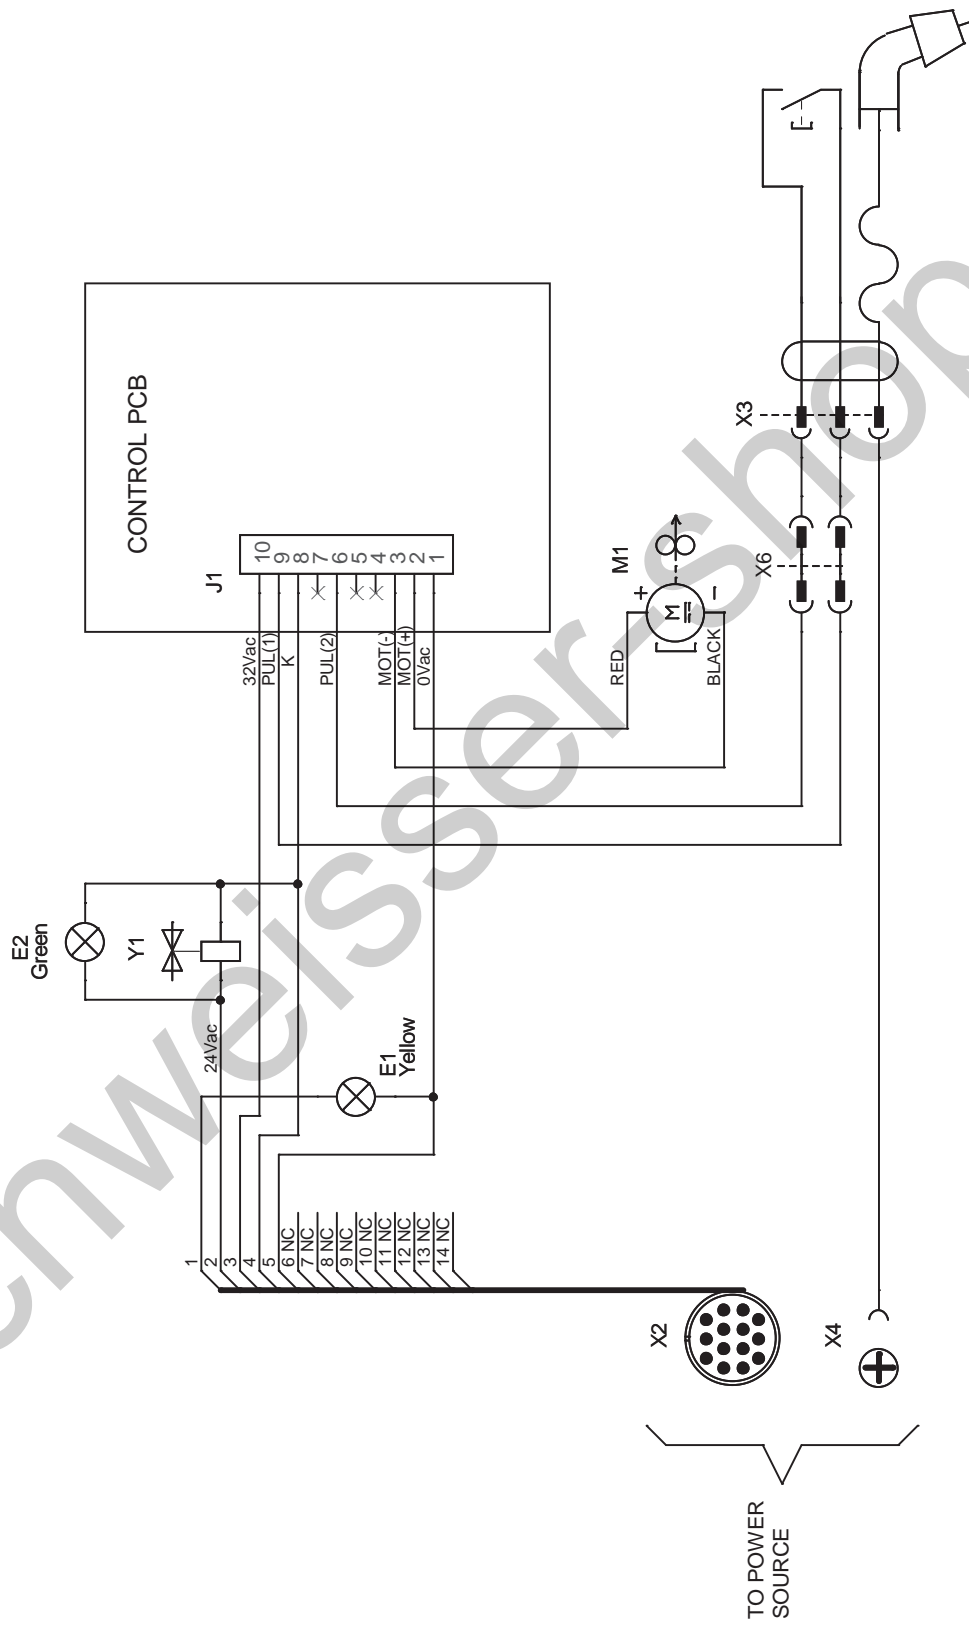 E2
Green
Y1
24Vac
E1
Yellow
CONTROL PCB
J1
10
9
8
7
6
5
4
3
2
1
32Vac
PUL(1)
K
PUL(2)
MOT(-)
MOT(+)
0Vac
RED
BLACK
M1
+
M
−
X3
X6
1
2
3
4
5
6 NC
7 NC
8 NC
9 NC
10 NC
11 NC
12 NC
13 NC
14 NC
X2
X4
TO POWER
SOURCE
enweisser-shop